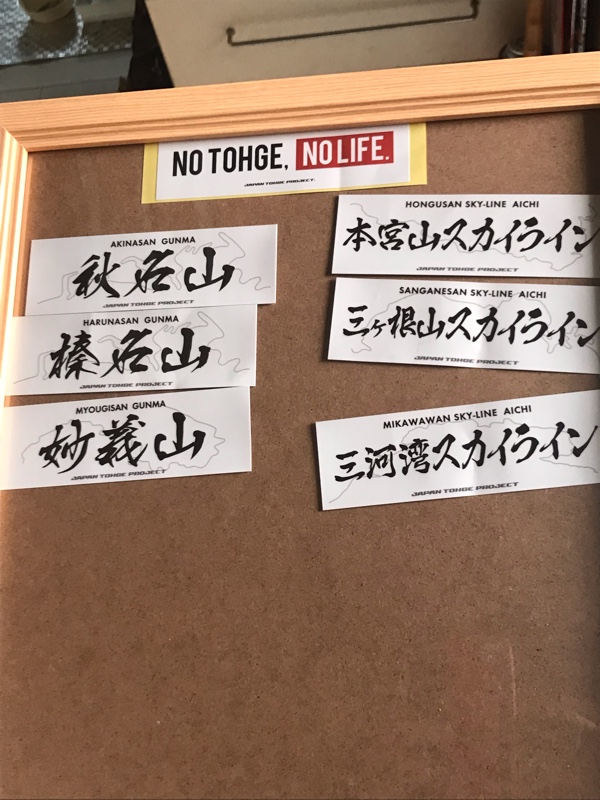 NO TOHGE, NO LIFE.
JAPAN TOHGE PROJECT.
AKINASAN GUNMA
秋名山
JAPAN TOHGE PROJECT
HARUNASAN GUNMA
榛名山
JAPAN TOHGE PROJECT
MYOUGISAN GUNMA
妙義山
JAPAN TOHGE PROJECT
HONGUSAN SKY-LINE AICHI
本宮山スカイライン
JAPAN TOHGE PROJECT
SANGANESAN SKY-LINE AICHI
三ヶ根山スカイライン
JAPAN TOHGE PROJECT
MIKAWAWAN SKY-LINE AICHI
三河湾スカイライン
JAPAN TOHGE PROJECT